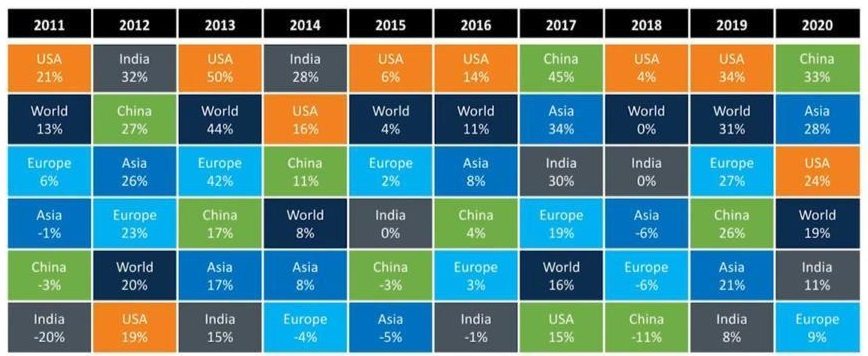 2011 2012 2013 2014 2015 2016 2017 2018 2019 2020
USA India USA India USA USA China USA USA China
21% 32% 50% 28% 6% 14% 45% 4% 34% 33%
World China World USA World World Asia World World Asia
13% 27% 44% 16% 4% 11% 34% 0% 31% 28%
Europe Asia Europe China Europe Asia India India Europe USA
6% 26% 42% 11% 2% 8% 30% 0% 27% 24%
Asia Europe China World India China Europe Asia China World
-1% 23% 17% 8% 0% 4% 19% -6% 26% 19%
China World Asia Asia China Europe World Europe Asia India
-3% 20% 17% 8% -3% 3% 16% -6% 21% 11%
India USA India Europe Asia India USA China India Europe
-20% 19% 15% -4% -5% -1% 15% -11% 8% 9%